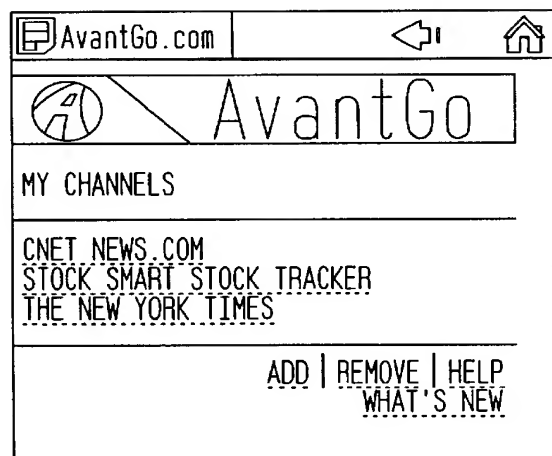 AvantGo.com
AvantGo
MY CHANNELS
CNET NEWS.COM
STOCK SMART STOCK TRACKER
THE NEW YORK TIMES
ADD | REMOVE | HELP
WHAT'S NEW